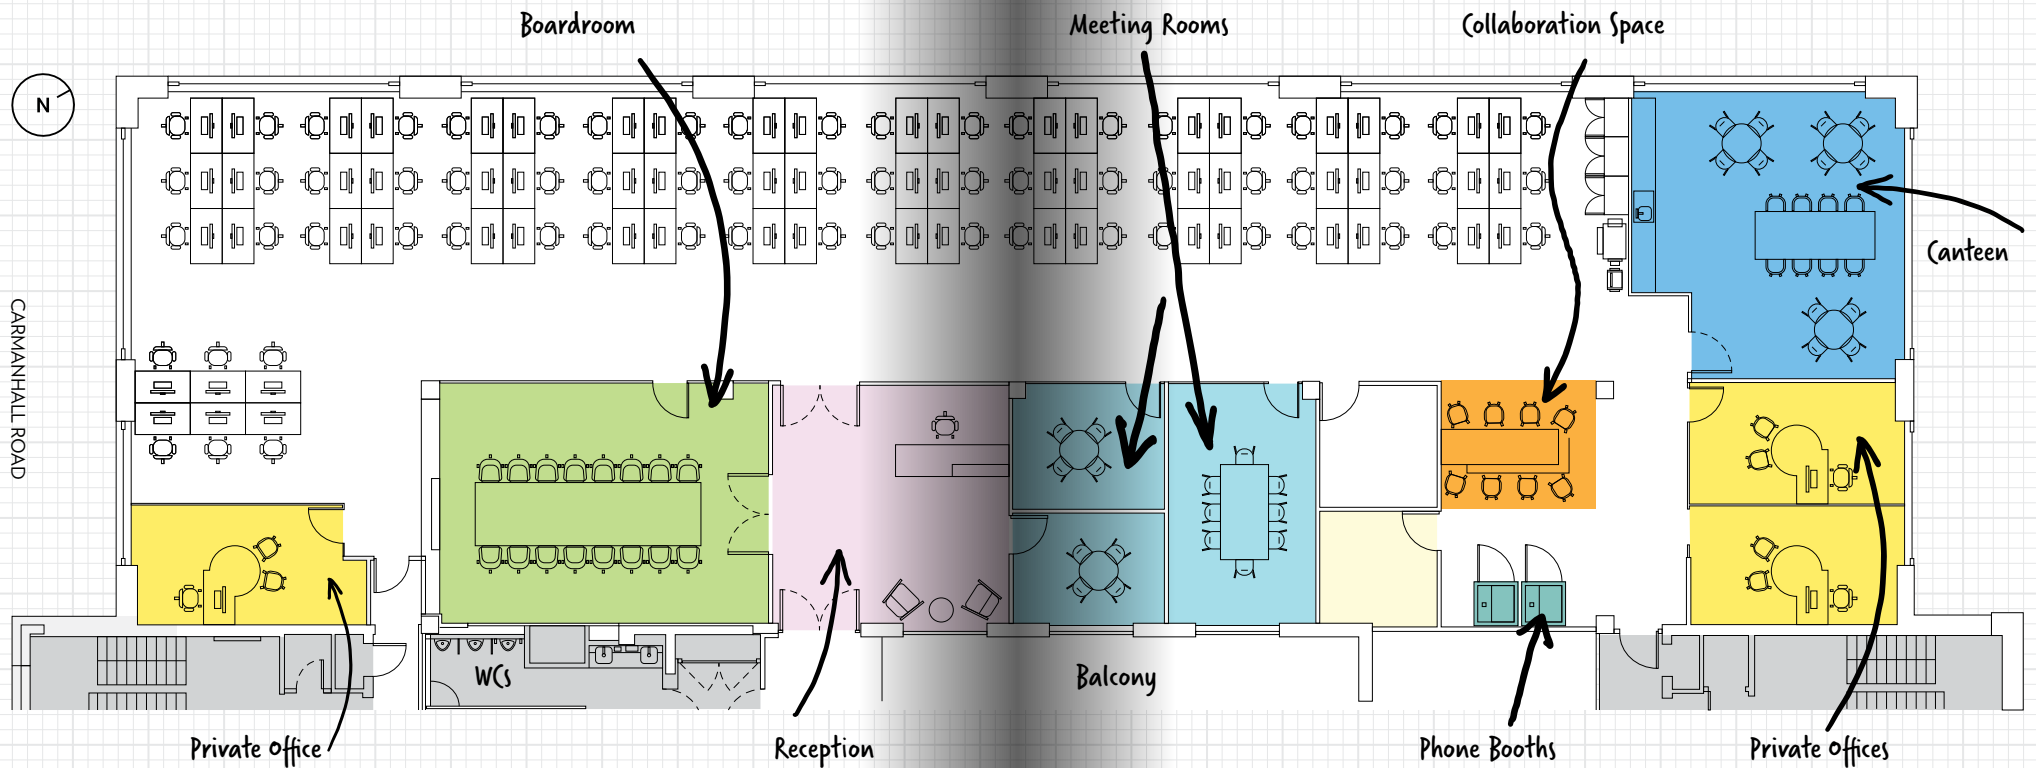 Boardroom
Meeting Rooms
Collaboration Space
N
Canteen
CARMANHALL ROAD
WCs
Balcony
Private Office
Reception
Phone Booths
Private Offices